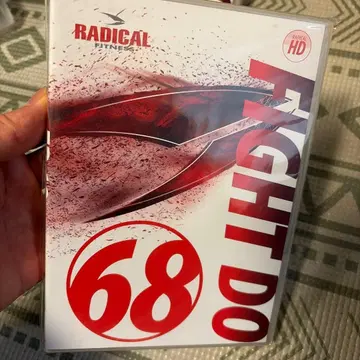 RADICAL
FITNESS
HD
FIGHT DO
68